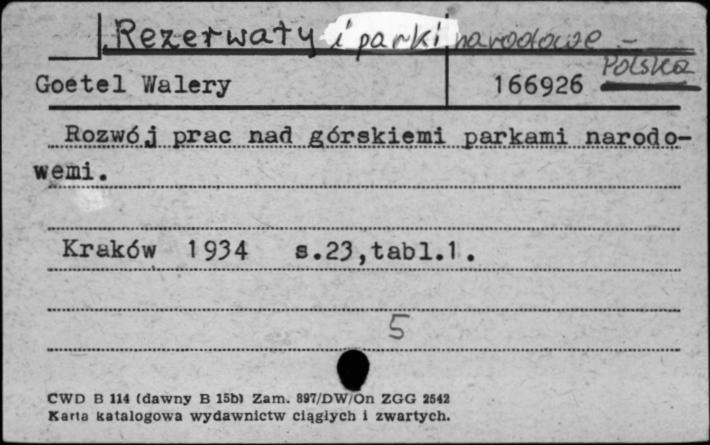 Rezerwaty i parki narodowe -
Polska
Goetel Walery 166926
Rozwój prac nad górskiemi parkami narodo-
wemi.
Kraków 1934 s.23,tabl.1.
5
CWD B 114 (dawny B 15b) Zam. 897/DW/On ZGG 2542
Karta katalogowa wydawnictw ciągłych i zwartych.